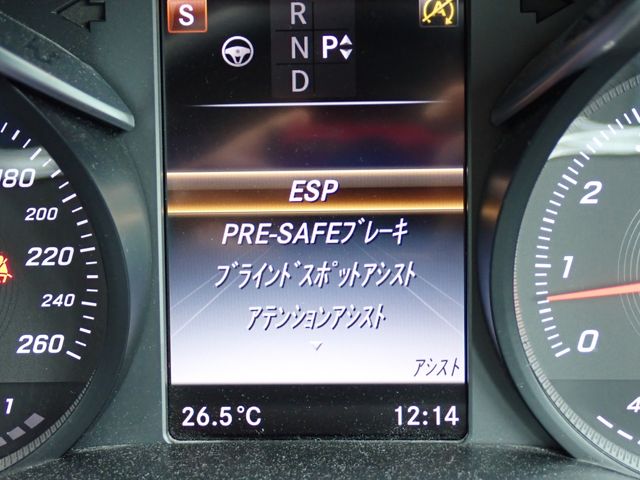 S
R
N P
D
ESP
PRE-SAFEブレーキ
ブラインドスポットアシスト
アテンションアシスト
アシスト
26.5°C 12:14
180
200
220
240
260
1
2
1
0
4